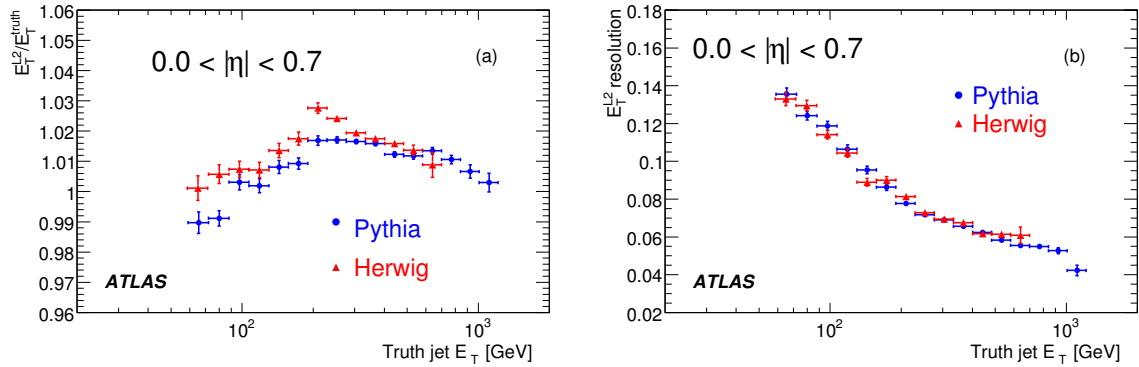 E_T^L2/E_T^truth
1.06
1.05
1.04
1.03
1.02
1.01
1
0.99
0.98
0.97
0.96
0.0 < |η| < 0.7
(a)
Pythia
Herwig
ATLAS
10^2
10^3
Truth jet E_T [GeV]
E_T^L2 resolution
0.18
0.16
0.14
0.12
0.1
0.08
0.06
0.04
0.02
0.0 < |η| < 0.7
(b)
Pythia
Herwig
ATLAS
10^2
10^3
Truth jet E_T [GeV]